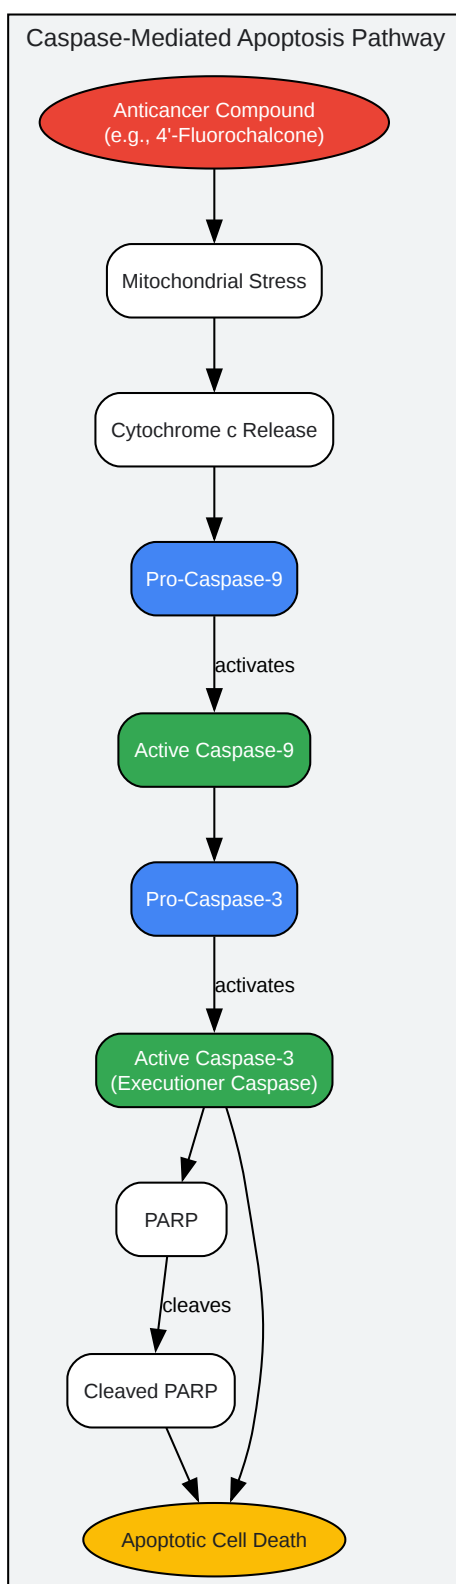 Caspase-Mediated Apoptosis Pathway
Anticancer Compound
(e.g., 4'-Fluorochalcone)
Mitochondrial Stress
Cytochrome c Release
Pro-Caspase-9
activates
Active Caspase-9
Pro-Caspase-3
activates
Active Caspase-3
(Executioner Caspase)
PARP
cleaves
Cleaved PARP
Apoptotic Cell Death